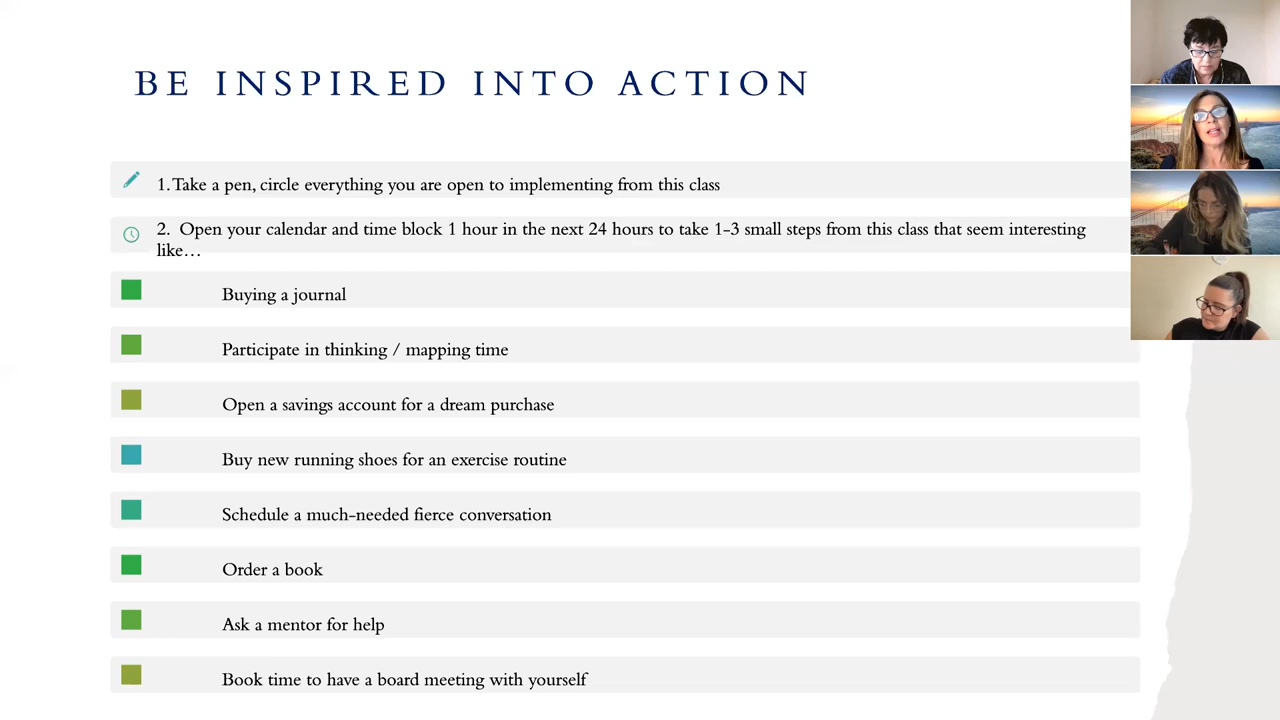 BE INSPIRED INTO ACTION
1. Take a pen, circle everything you are open to implementing from this class
2. Open your calendar and time block 1 hour in the next 24 hours to take 1-3 small steps from this class that seem interesting
like...
Buying a journal
Participate in thinking / mapping time
Open a savings account for a dream purchase
Buy new running shoes for an exercise routine
Schedule a much-needed fierce conversation
Order a book
Ask a mentor for help
Book time to have a board meeting with yourself